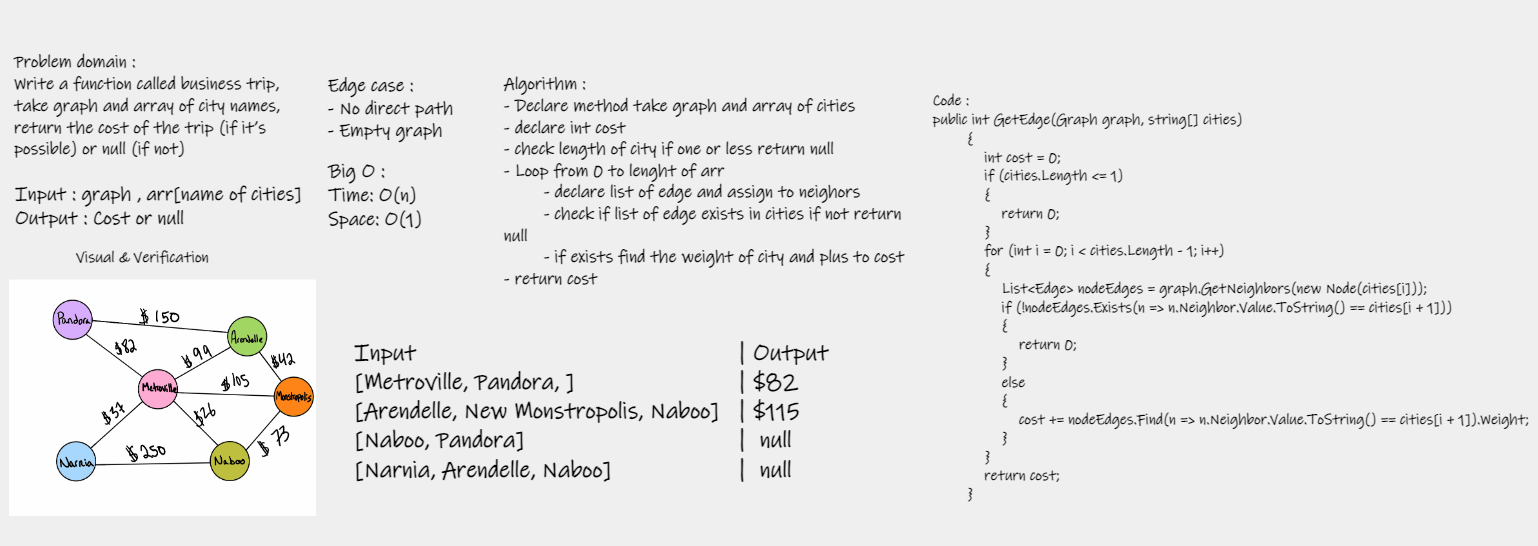 Problem domain :
Write a function called business trip,
take graph and array of city names,
return the cost of the trip (if it's
possible) or null (if not)
Input : graph , arr[name of cities]
Output : Cost or null
Visual & Verification
Pandora
$150
Arendelle
$82
$99
$42
Metroville
$105
Monstropolis
$37
$26
$73
Narnia
$250
Naboo
Edge case :
- No direct path
- Empty graph
Big O :
Time: O(n)
Space: O(1)
Algorithm :
- Declare method take graph and array of cities
- declare int cost
- check length of city if one or less return null
- Loop from 0 to lenght of arr
- declare list of edge and assign to neighors
- check if list of edge exists in cities if not return
null
- if exists find the weight of city and plus to cost
- return cost
Input | Output
[Metroville, Pandora, ] | $82
[Arendelle, New Monstropolis, Naboo] | $115
[Naboo, Pandora] | null
[Narnia, Arendelle, Naboo] | null
Code :
public int GetEdge(Graph graph, string[] cities)
{
int cost = 0;
if (cities.Length <= 1)
{
return 0;
}
for (int i = 0; i < cities.Length - 1; i++)
{
List<Edge> nodeEdges = graph.GetNeighbors(new Node(cities[i]));
if (!nodeEdges.Exists(n => n.Neighbor.Value.ToString() == cities[i + 1]))
{
return 0;
}
else
{
cost += nodeEdges.Find(n => n.Neighbor.Value.ToString() == cities[i + 1]).Weight;
}
}
return cost;
}